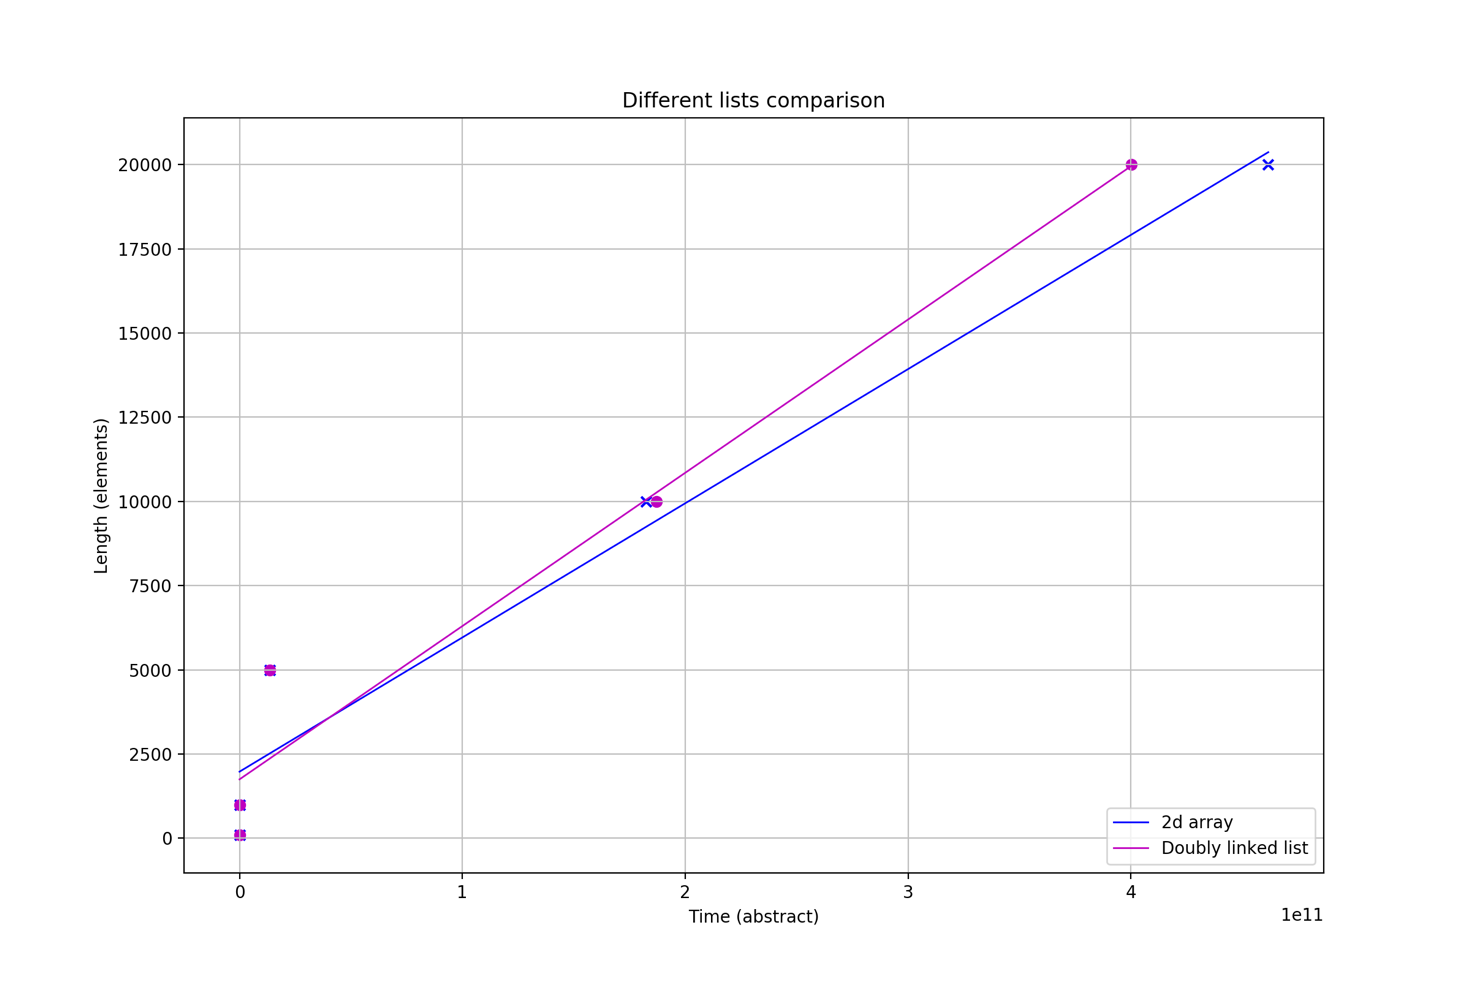 Different lists comparison
20000
17500
15000
12500
10000
7500
5000
2500
0
Length (elements)
0 1 2 3 4
1e11
Time (abstract)
2d array
Doubly linked list